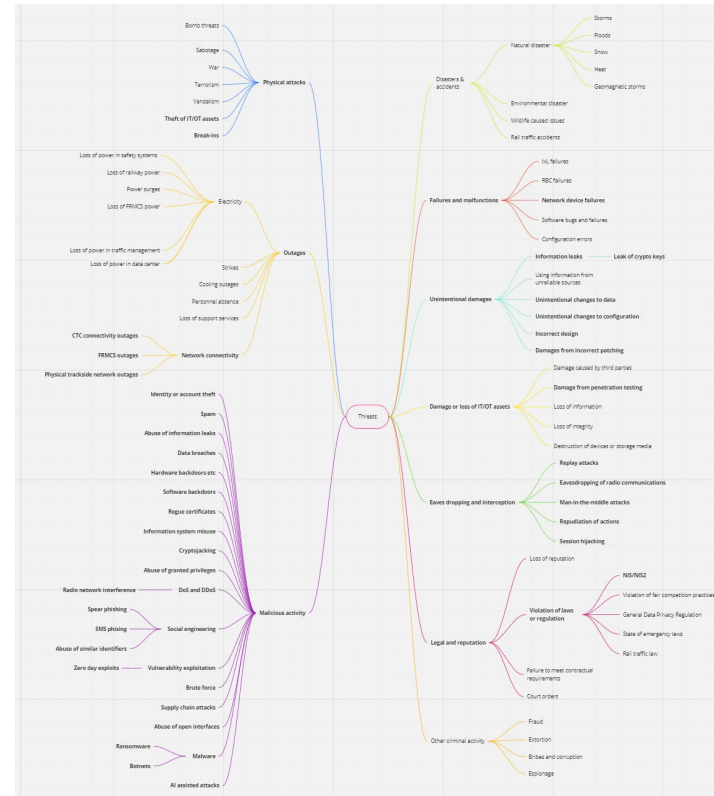 Threats
Physical attacks
Bomb threats
Sabotage
War
Terrorism
Vandalism
Theft of IT/OT assets
Break-ins
Outages
Electricity
Loss of power in safety systems
Loss of railway power
Power surges
Loss of FRMCS power
Loss of power in traffic management
Loss of power in data center
Strikes
Cooling outages
Personnel absence
Loss of support services
Network connectivity
CTC connectivity outages
FRMCS outages
Physical trackside network outages
Malicious activity
Identity or account theft
Spam
Abuse of information leaks
Data breaches
Hardware backdoors etc
Software backdoors
Rogue certificates
Information system misuse
Cryptojacking
Abuse of granted privileges
DoS and DDoS
Radio network interference
Social engineering
Spear phishing
SMS phising
Abuse of similar identifiers
Vulnerability exploitation
Zero day exploits
Brute force
Supply chain attacks
Abuse of open interfaces
Malware
Ransomware
Botnets
AI assisted attacks
Disasters &
accidents
Natural disaster
Storms
Floods
Snow
Heat
Geomagnetic storms
Environmental disaster
Wildlife caused issues
Rail traffic accidents
Failures and malfunctions
IxL failures
RBC failures
Network device failures
Software bugs and failures
Configuration errors
Unintentional damages
Information leaks
Leak of crypto keys
Using information from
unreliable sources
Unintentional changes to data
Unintentional changes to configuration
Incorrect design
Damages from incorrect patching
Damage or loss of IT/OT assets
Damage caused by third parties
Damage from penetration testing
Loss of information
Loss of integrity
Destruction of devices or storage media
Eaves dropping and interception
Replay attacks
Eavesdropping of radio communications
Man-in-the-middle attacks
Repudiation of actions
Session hijacking
Legal and reputation
Loss of reputation
Violation of laws
or regulation
NIS/NIS2
Violation of fair competition practices
General Data Privacy Regulation
State of emergency laws
Rail traffic law
Failure to meet contractual
requirements
Court orders
Other criminal activity
Fraud
Extortion
Bribes and corruption
Espionage